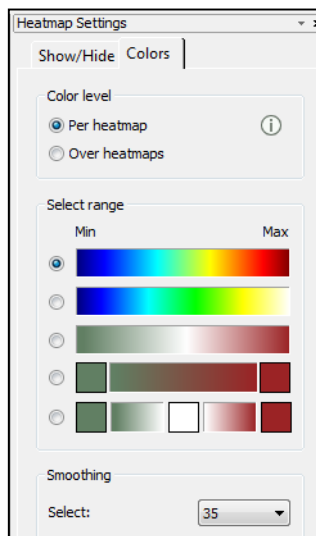 Heatmap Settings
Show/Hide Colors
Color level
Per heatmap
Over heatmaps
Select range
Min Max
Smoothing
Select: 35